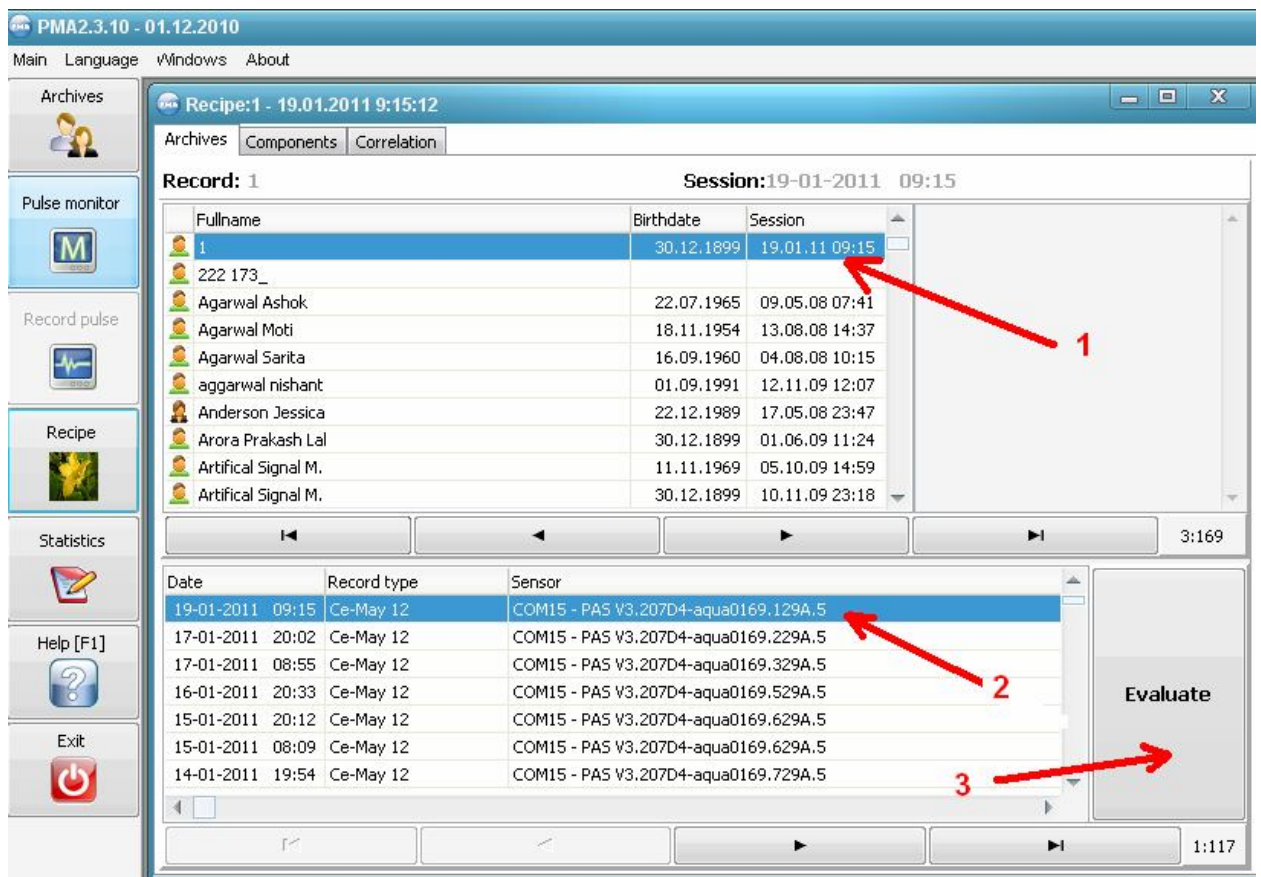 PMA2.3.10 - 01.12.2010
Main Language Windows About
Archives
Pulse monitor
M
Record pulse
Recipe
Statistics
Help [F1]
Exit
Recipe:1 - 19.01.2011 9:15:12
Archives Components Correlation
Record: 1 Session:19-01-2011 09:15
Fullname Birthdate Session
1 30.12.1899 19.01.11 09:15
222 173_
Agarwal Ashok 22.07.1965 09.05.08 07:41
Agarwal Moti 18.11.1954 13.08.08 14:37
Agarwal Sarita 16.09.1960 04.08.08 10:15
aggarwal nishant 01.09.1991 12.11.09 12:07
Anderson Jessica 22.12.1989 17.05.08 23:47
Arora Prakash Lal 30.12.1899 01.06.09 11:24
Artifical Signal M. 11.11.1969 05.10.09 14:59
Artifical Signal M. 30.12.1899 10.11.09 23:18
1
3:169
Date Record type Sensor
19-01-2011 09:15 Ce-May 12 COM15 - PAS V3.207D4-aqua0169.129A.5
17-01-2011 20:02 Ce-May 12 COM15 - PAS V3.207D4-aqua0169.229A.5
17-01-2011 08:55 Ce-May 12 COM15 - PAS V3.207D4-aqua0169.329A.5
16-01-2011 20:33 Ce-May 12 COM15 - PAS V3.207D4-aqua0169.529A.5
15-01-2011 20:12 Ce-May 12 COM15 - PAS V3.207D4-aqua0169.629A.5
15-01-2011 08:09 Ce-May 12 COM15 - PAS V3.207D4-aqua0169.629A.5
14-01-2011 19:54 Ce-May 12 COM15 - PAS V3.207D4-aqua0169.729A.5
2
Evaluate
3
1:117